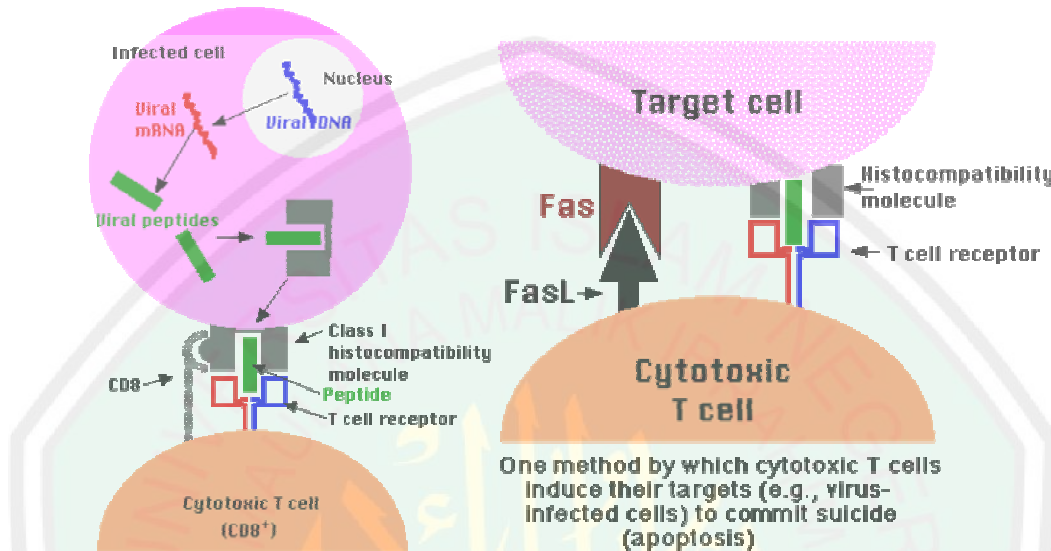 Infected cell
Nucleus
Viral
mRNA
Viral DNA
Viral peptides
Class I
histocompatibility
molecule
CD8
Peptide
T cell receptor
Cytotoxic T cell
(CD8⁺)
Target cell
Fas
Histocompatibility
molecule
T cell receptor
FasL
Cytotoxic
T cell
One method by which cytotoxic T cells
induce their targets (e.g., virus-
infected cells) to commit suicide
(apoptosis)